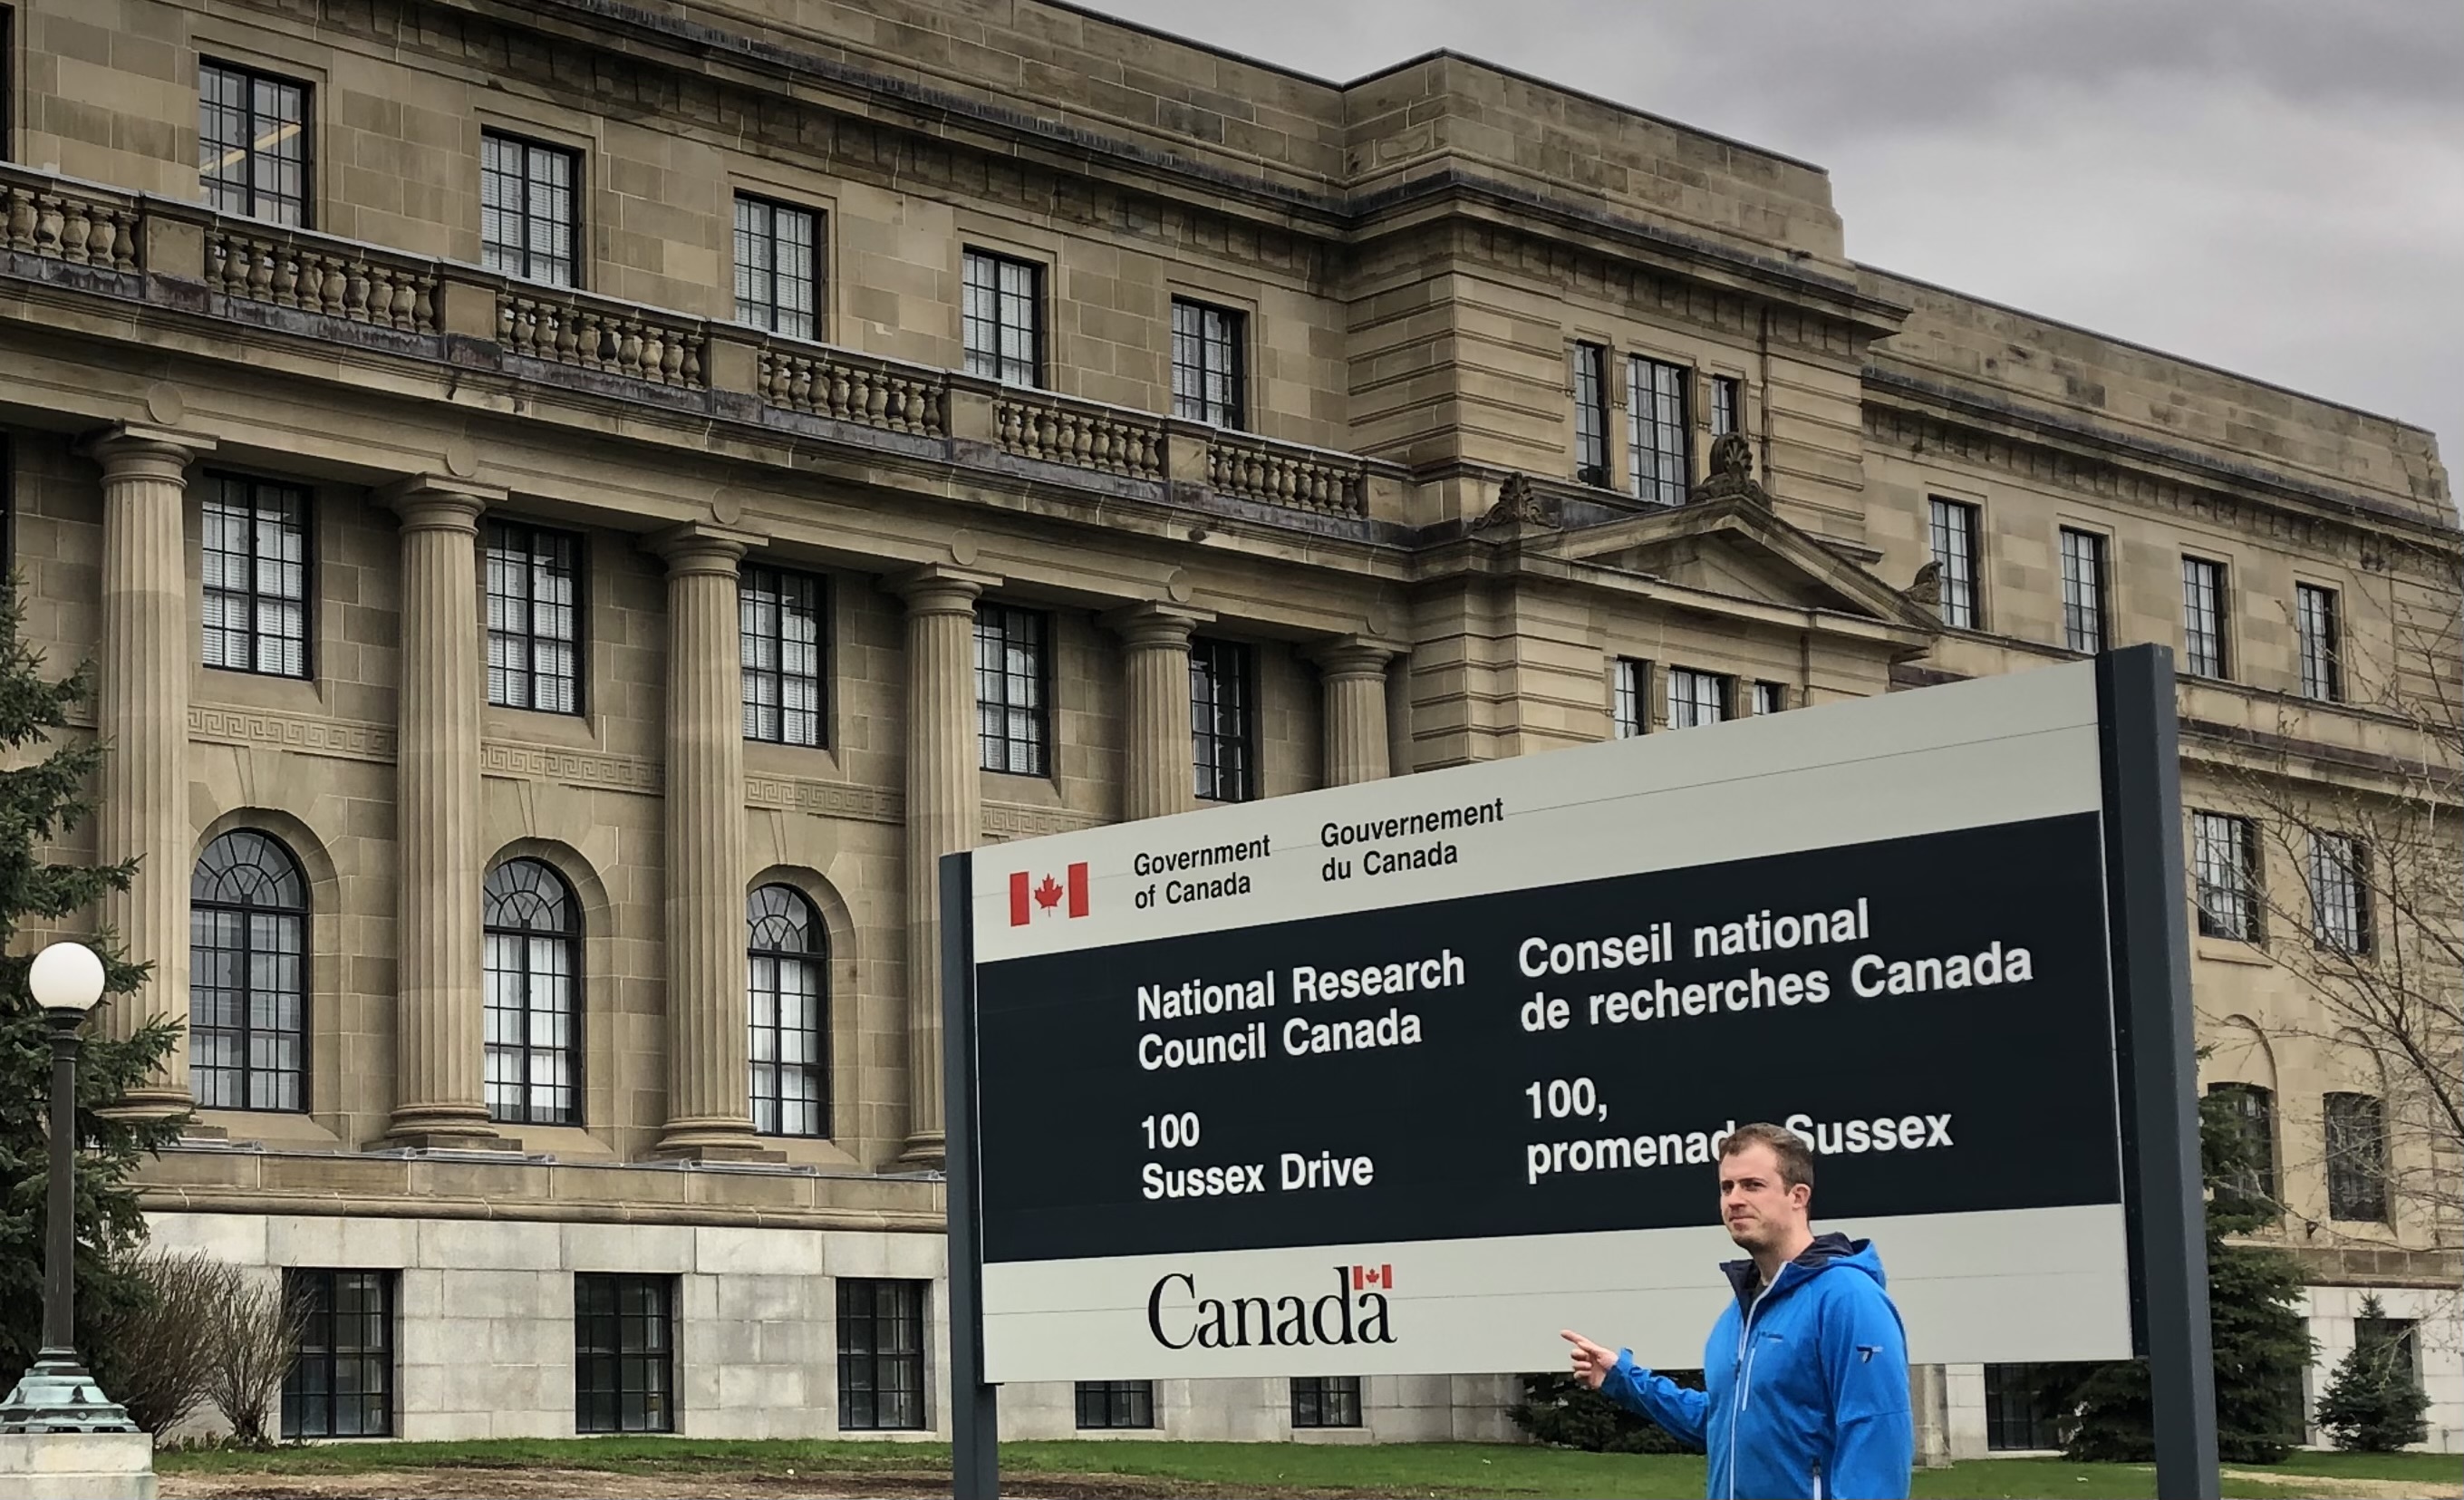 Government
of Canada
Gouvernement
du Canada
National Research
Council Canada
Conseil national
de recherches Canada
100
Sussex Drive
100,
promenad Sussex
Canada